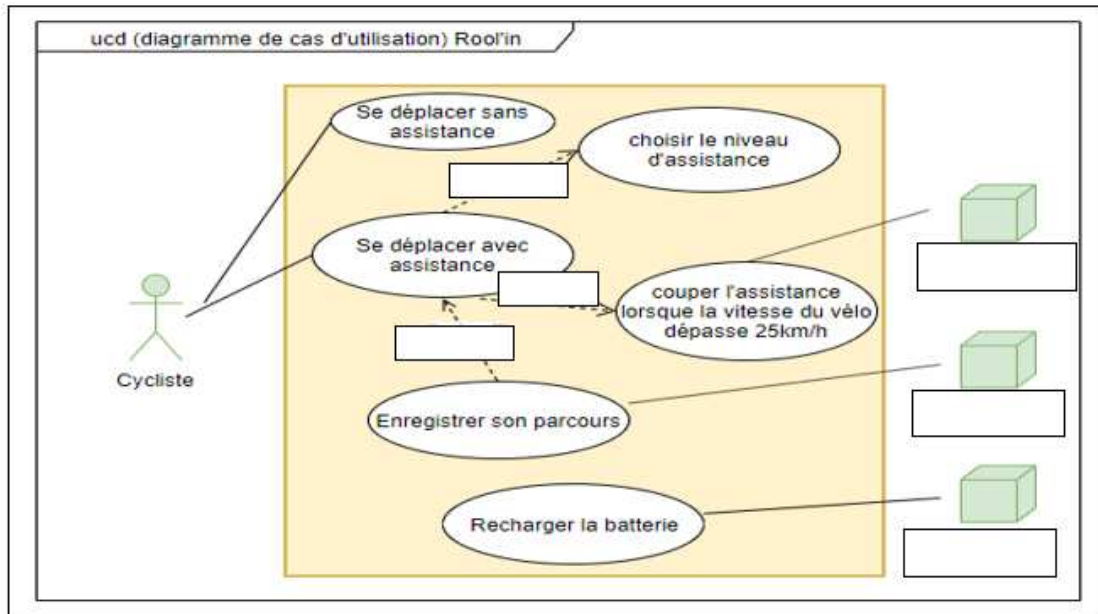 ucd (diagramme de cas d'utilisation) Rool'in
Se déplacer sans
assistance
choisir le niveau
d'assistance
Se déplacer avec
assistance
couper l'assistance
lorsque la vitesse du vélo
dépasse 25km/h
Cycliste
Enregistrer son parcours
Recharger la batterie